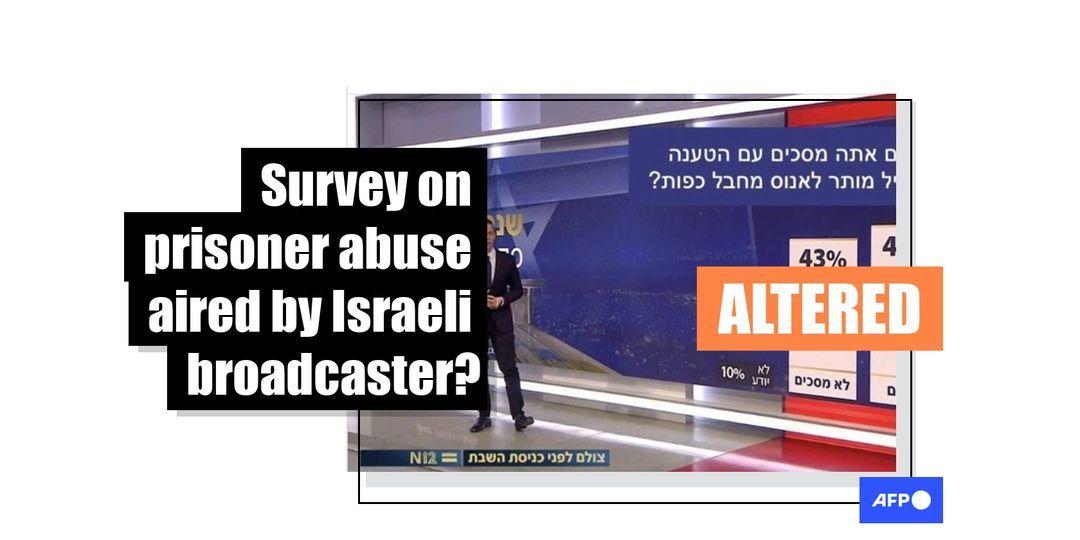 Survey on
prisoner abuse
aired by Israeli
broadcaster?
אתה מסכים עם הטענה
מותר לאנוס מחבל כפות?
43%
4
ALTERED
10%
לא
יודע
לא מסכים
N12
צולם לפני כניסת השבת
AFP